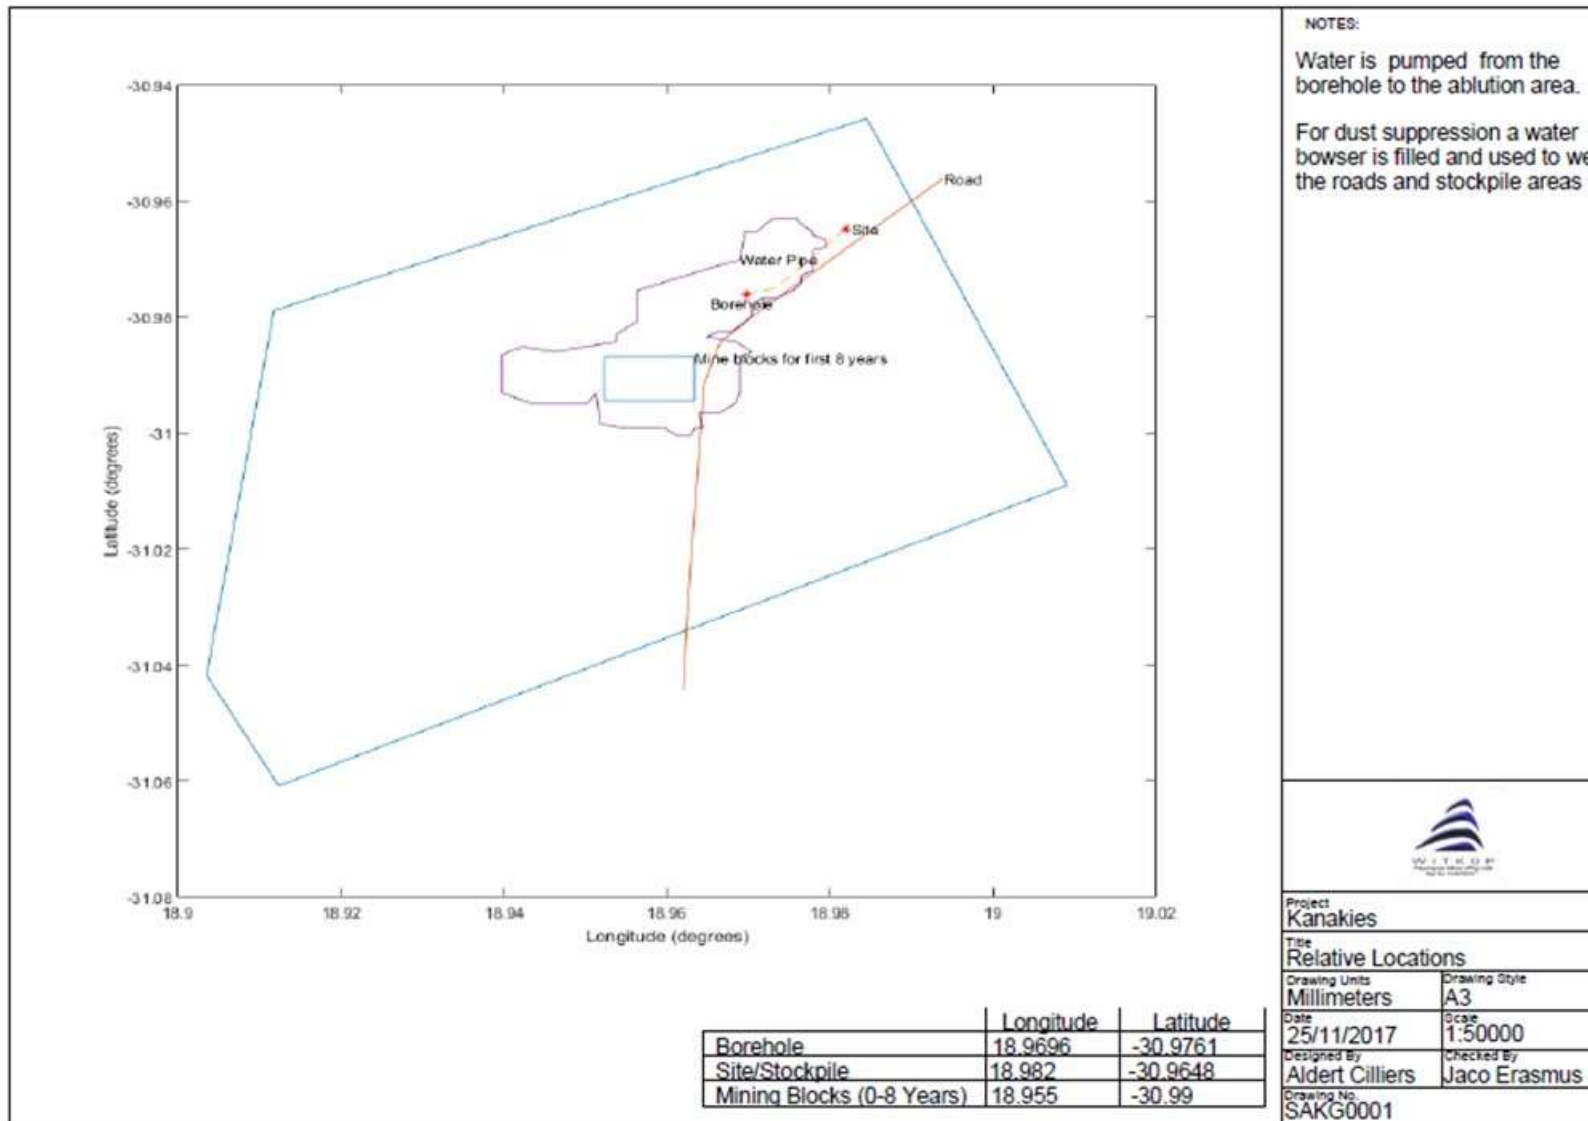 NOTES:
Water is pumped from the
borehole to the ablution area.
For dust suppression a water
bowser is filled and used to we
the roads and stockpile areas
-30.94
-30.96
-30.98
-31
-31.02
-31.04
-31.06
-31.08
Latitude (degrees)
18.9 18.92 18.94 18.96 18.98 19 19.02
Longitude (degrees)
Road
Site
Water Pipe
Borehole
Mine blocks for first 8 years
Longitude Latitude
Borehole 18.9696 -30.9761
Site/Stockpile 18.982 -30.9648
Mining Blocks (0-8 Years) 18.955 -30.99
WITKOP
Project
Kanakies
Title
Relative Locations
Drawing Units Drawing Style
Millimeters A3
Date Scale
25/11/2017 1:50000
Designed By Checked By
Aldert Cilliers Jaco Erasmus
Drawing No.
SAKG0001